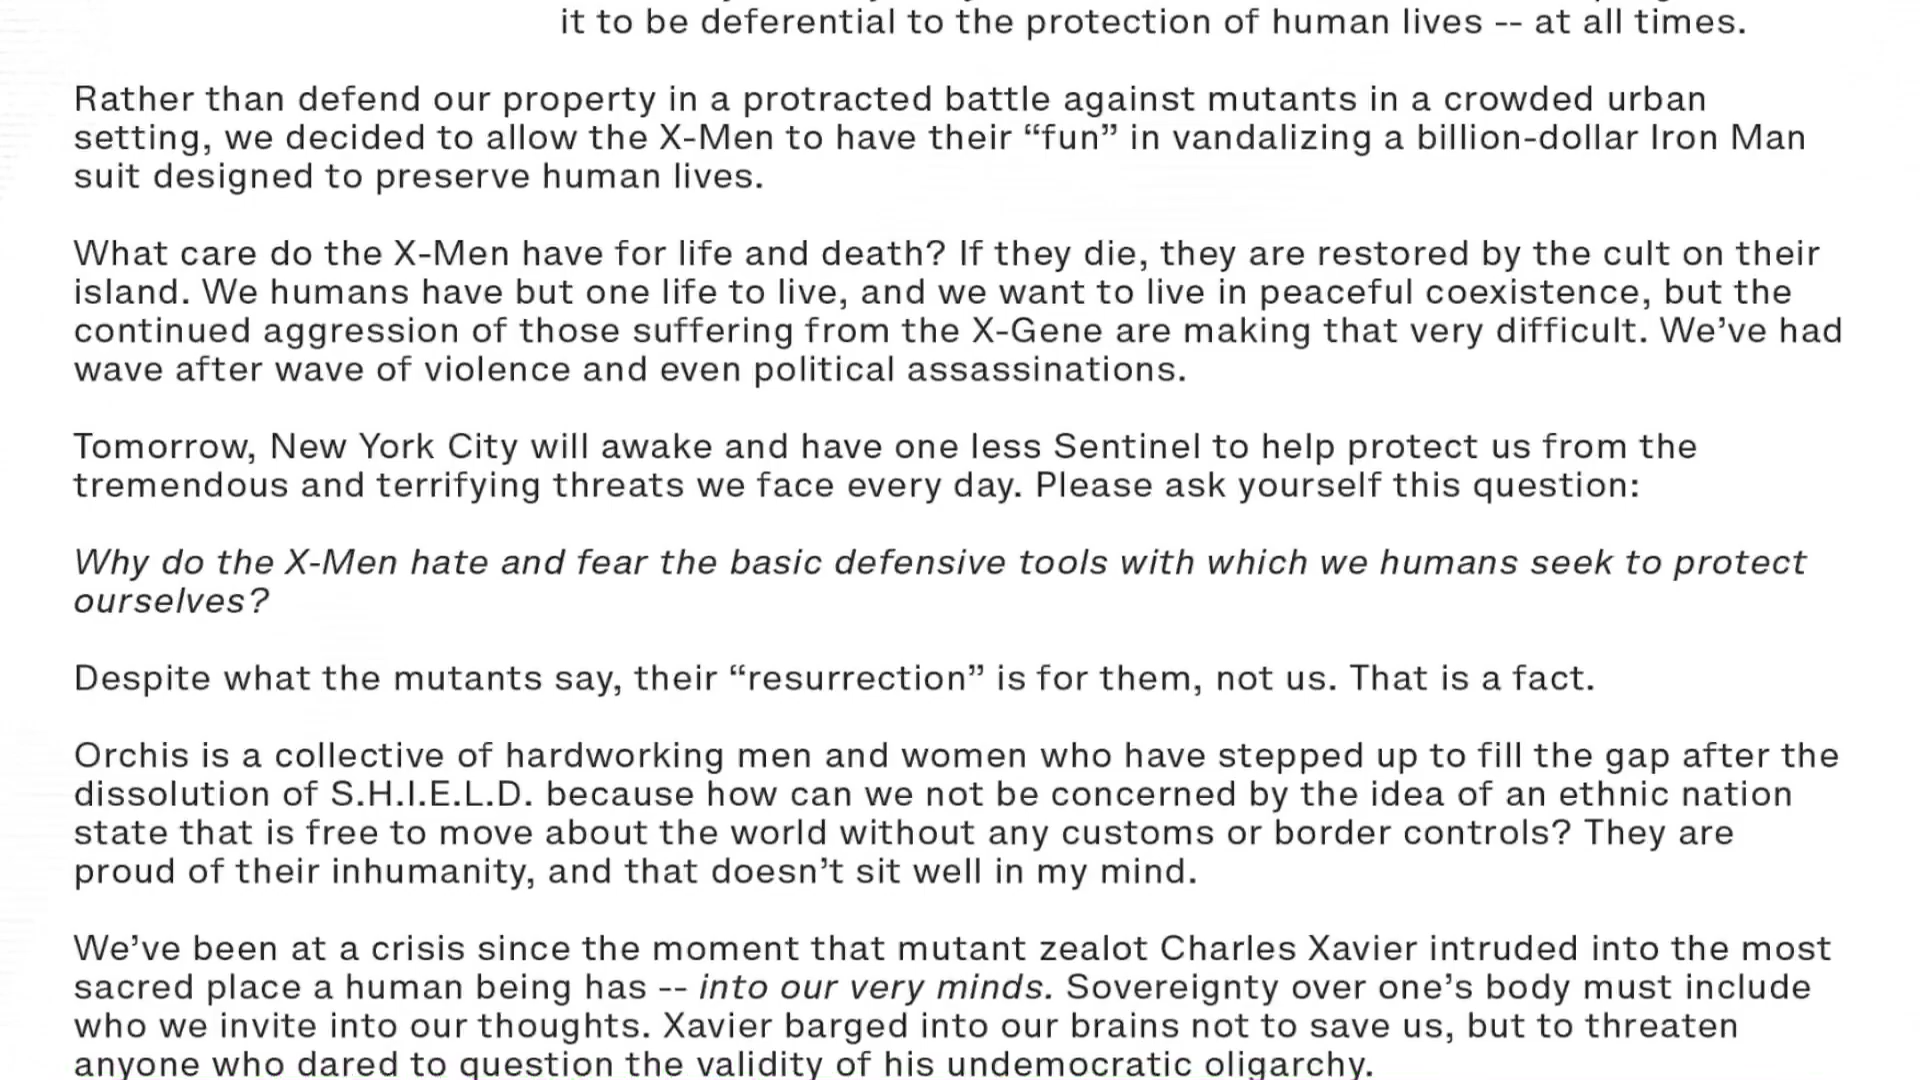 it to be deferential to the protection of human lives -- at all times.
Rather than defend our property in a protracted battle against mutants in a crowded urban
setting, we decided to allow the X-Men to have their “fun” in vandalizing a billion-dollar Iron Man
suit designed to preserve human lives.
What care do the X-Men have for life and death? If they die, they are restored by the cult on their
island. We humans have but one life to live, and we want to live in peaceful coexistence, but the
continued aggression of those suffering from the X-Gene are making that very difficult. We’ve had
wave after wave of violence and even political assassinations.
Tomorrow, New York City will awake and have one less Sentinel to help protect us from the
tremendous and terrifying threats we face every day. Please ask yourself this question:
Why do the X-Men hate and fear the basic defensive tools with which we humans seek to protect
ourselves?
Despite what the mutants say, their “resurrection” is for them, not us. That is a fact.
Orchis is a collective of hardworking men and women who have stepped up to fill the gap after the
dissolution of S.H.I.E.L.D. because how can we not be concerned by the idea of an ethnic nation
state that is free to move about the world without any customs or border controls? They are
proud of their inhumanity, and that doesn’t sit well in my mind.
We’ve been at a crisis since the moment that mutant zealot Charles Xavier intruded into the most
sacred place a human being has -- into our very minds. Sovereignty over one’s body must include
who we invite into our thoughts. Xavier barged into our brains not to save us, but to threaten
anyone who dared to question the validity of his undemocratic oligarchy.